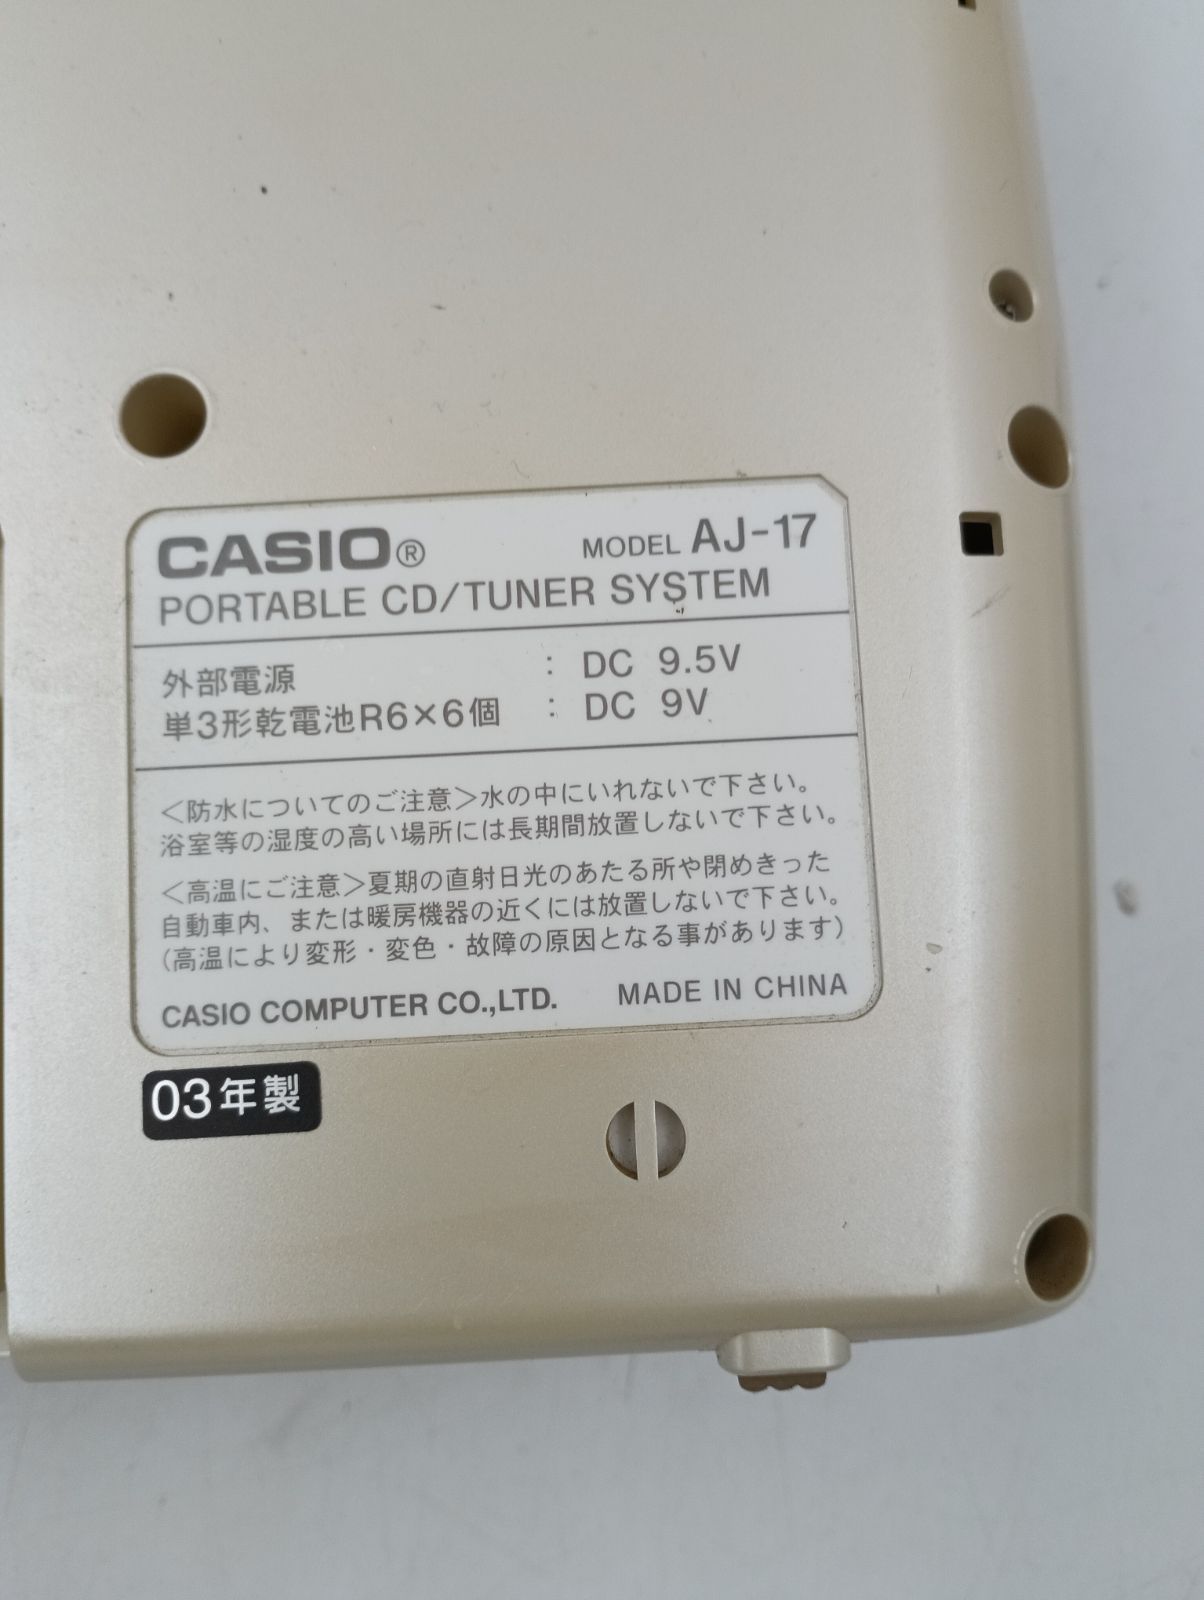 CASIO® MODEL AJ-17
PORTABLE CD/TUNER SYSTEM
外部電源 : DC 9.5V
単3形乾電池R6×6個 : DC 9V
＜防水についてのご注意＞水の中にいれないで下さい。
浴室等の湿度の高い場所には長期間放置しないで下さい。
＜高温にご注意＞夏期の直射日光のあたる所や閉めきった
自動車内、または暖房機器の近くには放置しないで下さい。
(高温により変形・変色・故障の原因となる事があります)
CASIO COMPUTER CO.,LTD. MADE IN CHINA
03年製